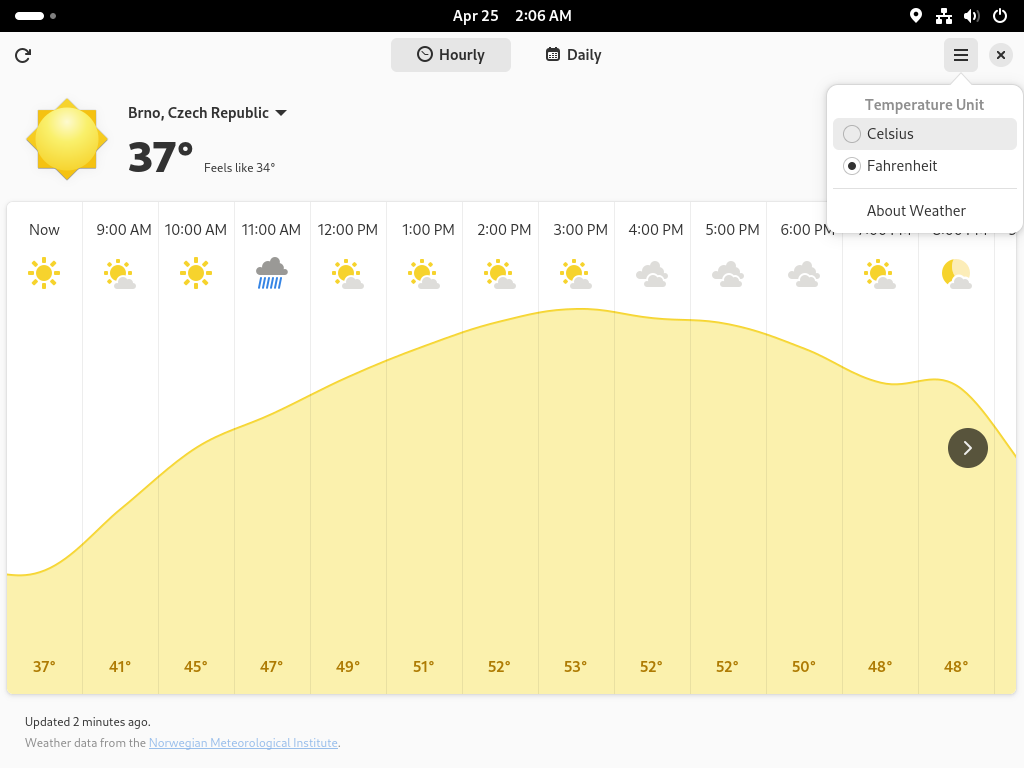 Apr 25 2:06 AM
Hourly Daily
Brno, Czech Republic
37° Feels like 34°
Temperature Unit
Celsius
Fahrenheit
About Weather
Now 9:00 AM 10:00 AM 11:00 AM 12:00 PM 1:00 PM 2:00 PM 3:00 PM 4:00 PM 5:00 PM 6:00 PM
37° 41° 45° 47° 49° 51° 52° 53° 52° 52° 50° 48° 48°
Updated 2 minutes ago.
Weather data from the Norwegian Meteorological Institute.